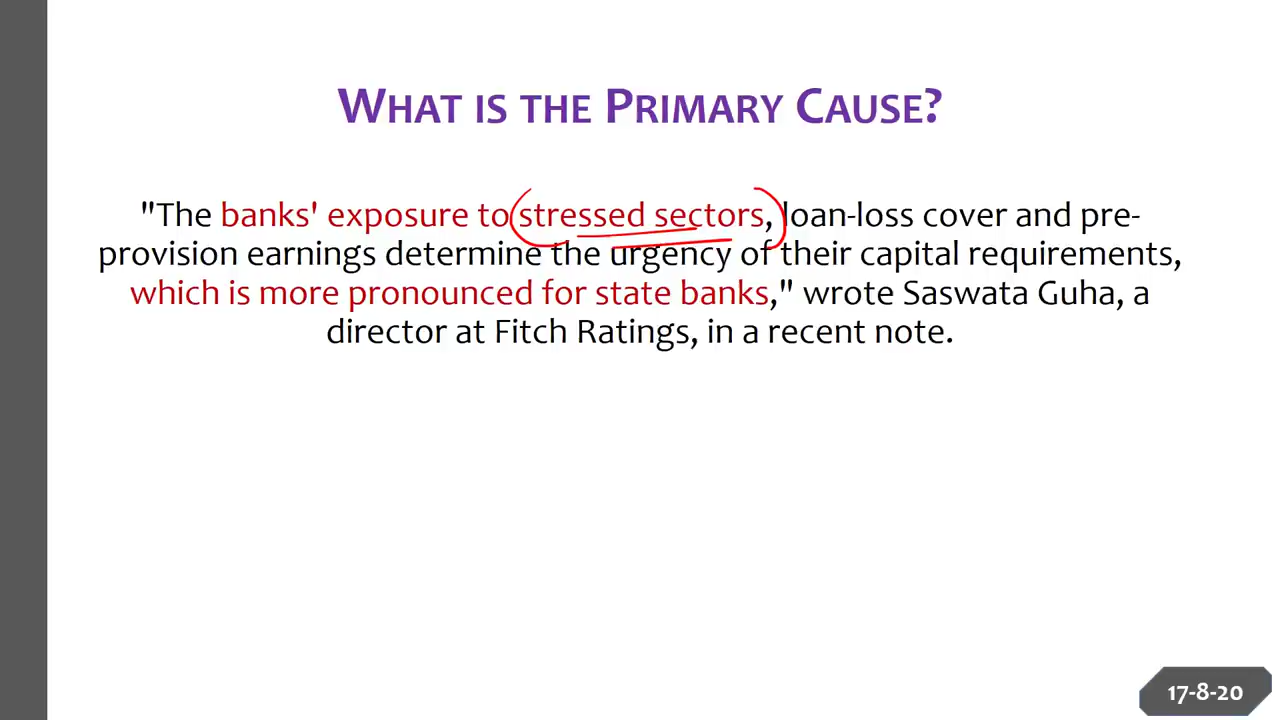 WHAT IS THE PRIMARY CAUSE?
"The banks' exposure to stressed sectors, loan-loss cover and pre-
provision earnings determine the urgency of their capital requirements,
which is more pronounced for state banks," wrote Saswata Guha, a
director at Fitch Ratings, in a recent note.
17-8-20